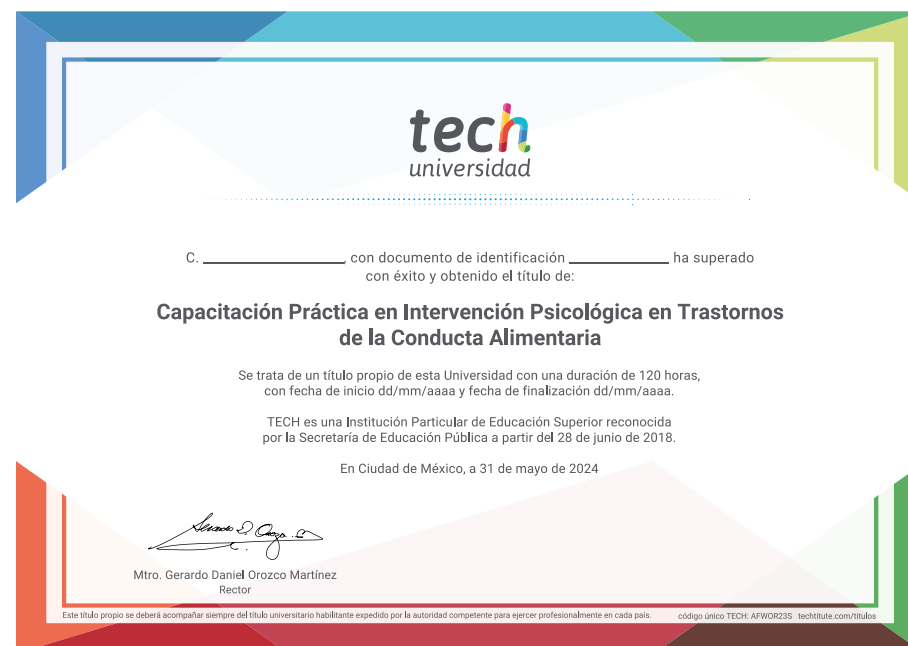 tech
universidad
C. ________________, con documento de identificación ____________ ha superado
con éxito y obtenido el título de:
Capacitación Práctica en Intervención Psicológica en Trastornos
de la Conducta Alimentaria
Se trata de un título propio de esta Universidad con una duración de 120 horas,
con fecha de inicio dd/mm/aaaa y fecha de finalización dd/mm/aaaa.
TECH es una Institución Particular de Educación Superior reconocida
por la Secretaría de Educación Pública a partir del 28 de junio de 2018.
En Ciudad de México, a 31 de mayo de 2024
Mtro. Gerardo Daniel Orozco Martínez
Rector
Este título propio se deberá acompañar siempre del título universitario habilitante expedido por la autoridad competente para ejercer profesionalmente en cada país.
código único TECH: AFWOR23S techtitute.com/titulos